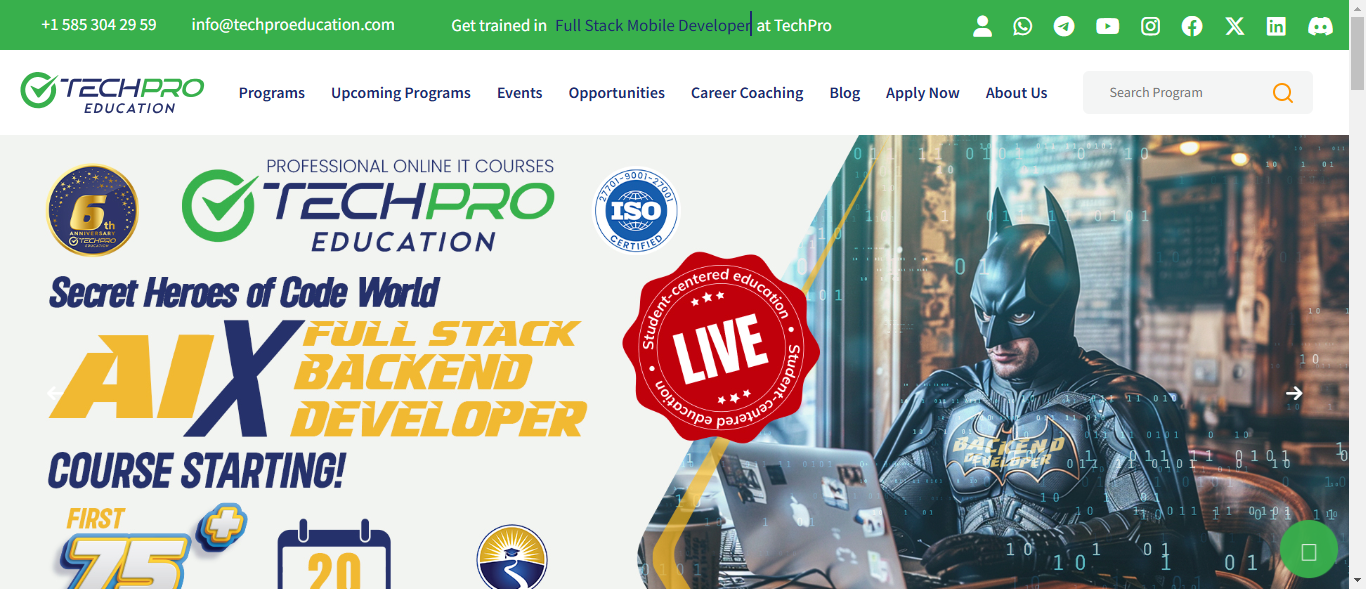 +1 585 304 29 59
info@techproeducation.com
Get trained in Full Stack Mobile Developer at TechPro
TECHPRO
EDUCATION
Programs
Upcoming Programs
Events
Opportunities
Career Coaching
Blog
Apply Now
About Us
Search Program
6th
ANNIVERSARY
TECHPRO
EDUCATION
PROFESSIONAL ONLINE IT COURSES
TECHPRO
EDUCATION
27701-9001-27001
ISO
CERTIFIED
Secret Heroes of Code World
AIX FULL STACK
BACKEND
DEVELOPER
COURSE STARTING!
Student-centered education
LIVE
Student-centered education
BACKEND
DEVELOPER
FIRST
75+
20